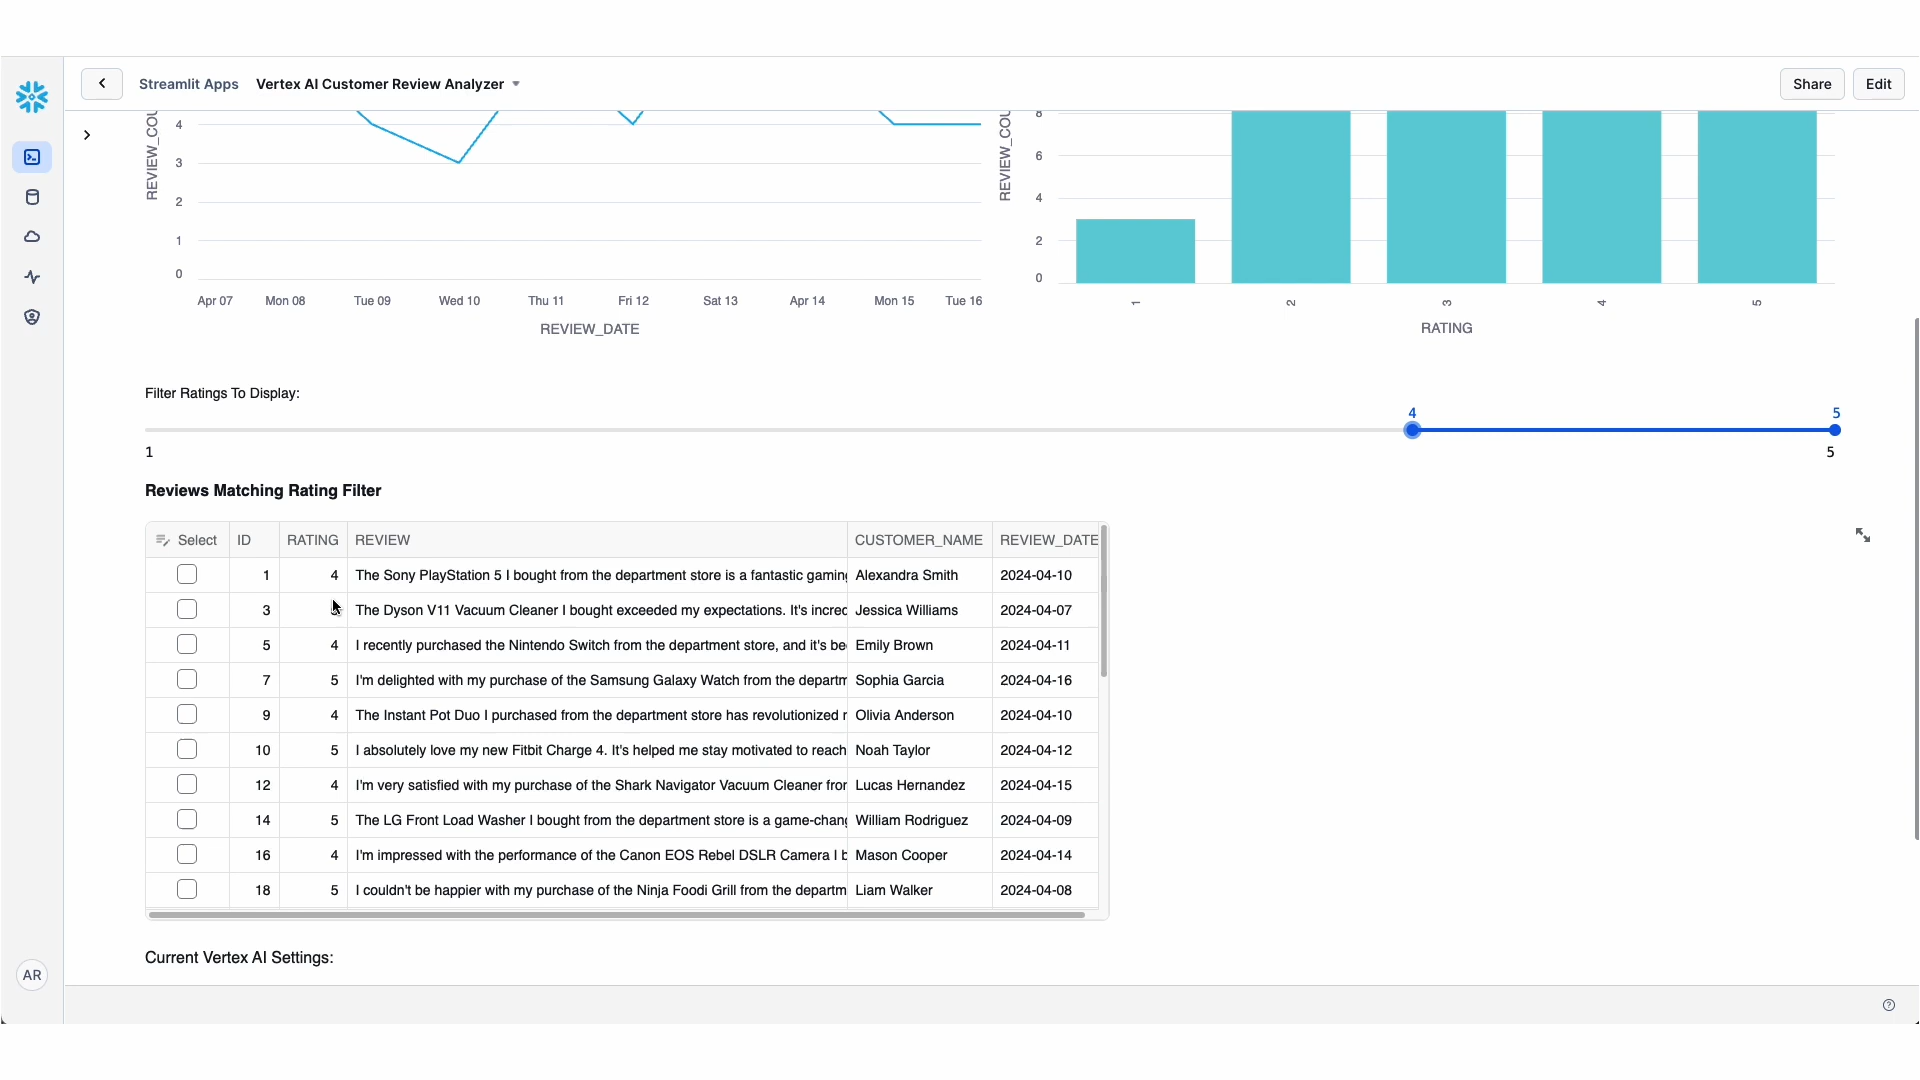 Streamlit Apps Vertex AI Customer Review Analyzer Share Edit
REVIEW_COU
4
3
2
1
0
Apr 07 Mon 08 Tue 09 Wed 10 Thu 11 Fri 12 Sat 13 Apr 14 Mon 15 Tue 16
REVIEW_DATE
REVIEW_COU
8
6
4
2
0
1 2 3 4 5
RATING
Filter Ratings To Display:
4 5
1 5
Reviews Matching Rating Filter
Select ID RATING REVIEW CUSTOMER_NAME REVIEW_DATE
1 4 The Sony PlayStation 5 I bought from the department store is a fantastic gaming Alexandra Smith 2024-04-10
3 The Dyson V11 Vacuum Cleaner I bought exceeded my expectations. It's increc Jessica Williams 2024-04-07
5 4 I recently purchased the Nintendo Switch from the department store, and it's be Emily Brown 2024-04-11
7 5 I'm delighted with my purchase of the Samsung Galaxy Watch from the departm Sophia Garcia 2024-04-16
9 4 The Instant Pot Duo I purchased from the department store has revolutionized r Olivia Anderson 2024-04-10
10 5 I absolutely love my new Fitbit Charge 4. It's helped me stay motivated to reach Noah Taylor 2024-04-12
12 4 I'm very satisfied with my purchase of the Shark Navigator Vacuum Cleaner fror Lucas Hernandez 2024-04-15
14 5 The LG Front Load Washer I bought from the department store is a game-chang William Rodriguez 2024-04-09
16 4 I'm impressed with the performance of the Canon EOS Rebel DSLR Camera I b Mason Cooper 2024-04-14
18 5 I couldn't be happier with my purchase of the Ninja Foodi Grill from the departm Liam Walker 2024-04-08
Current Vertex AI Settings:
AR